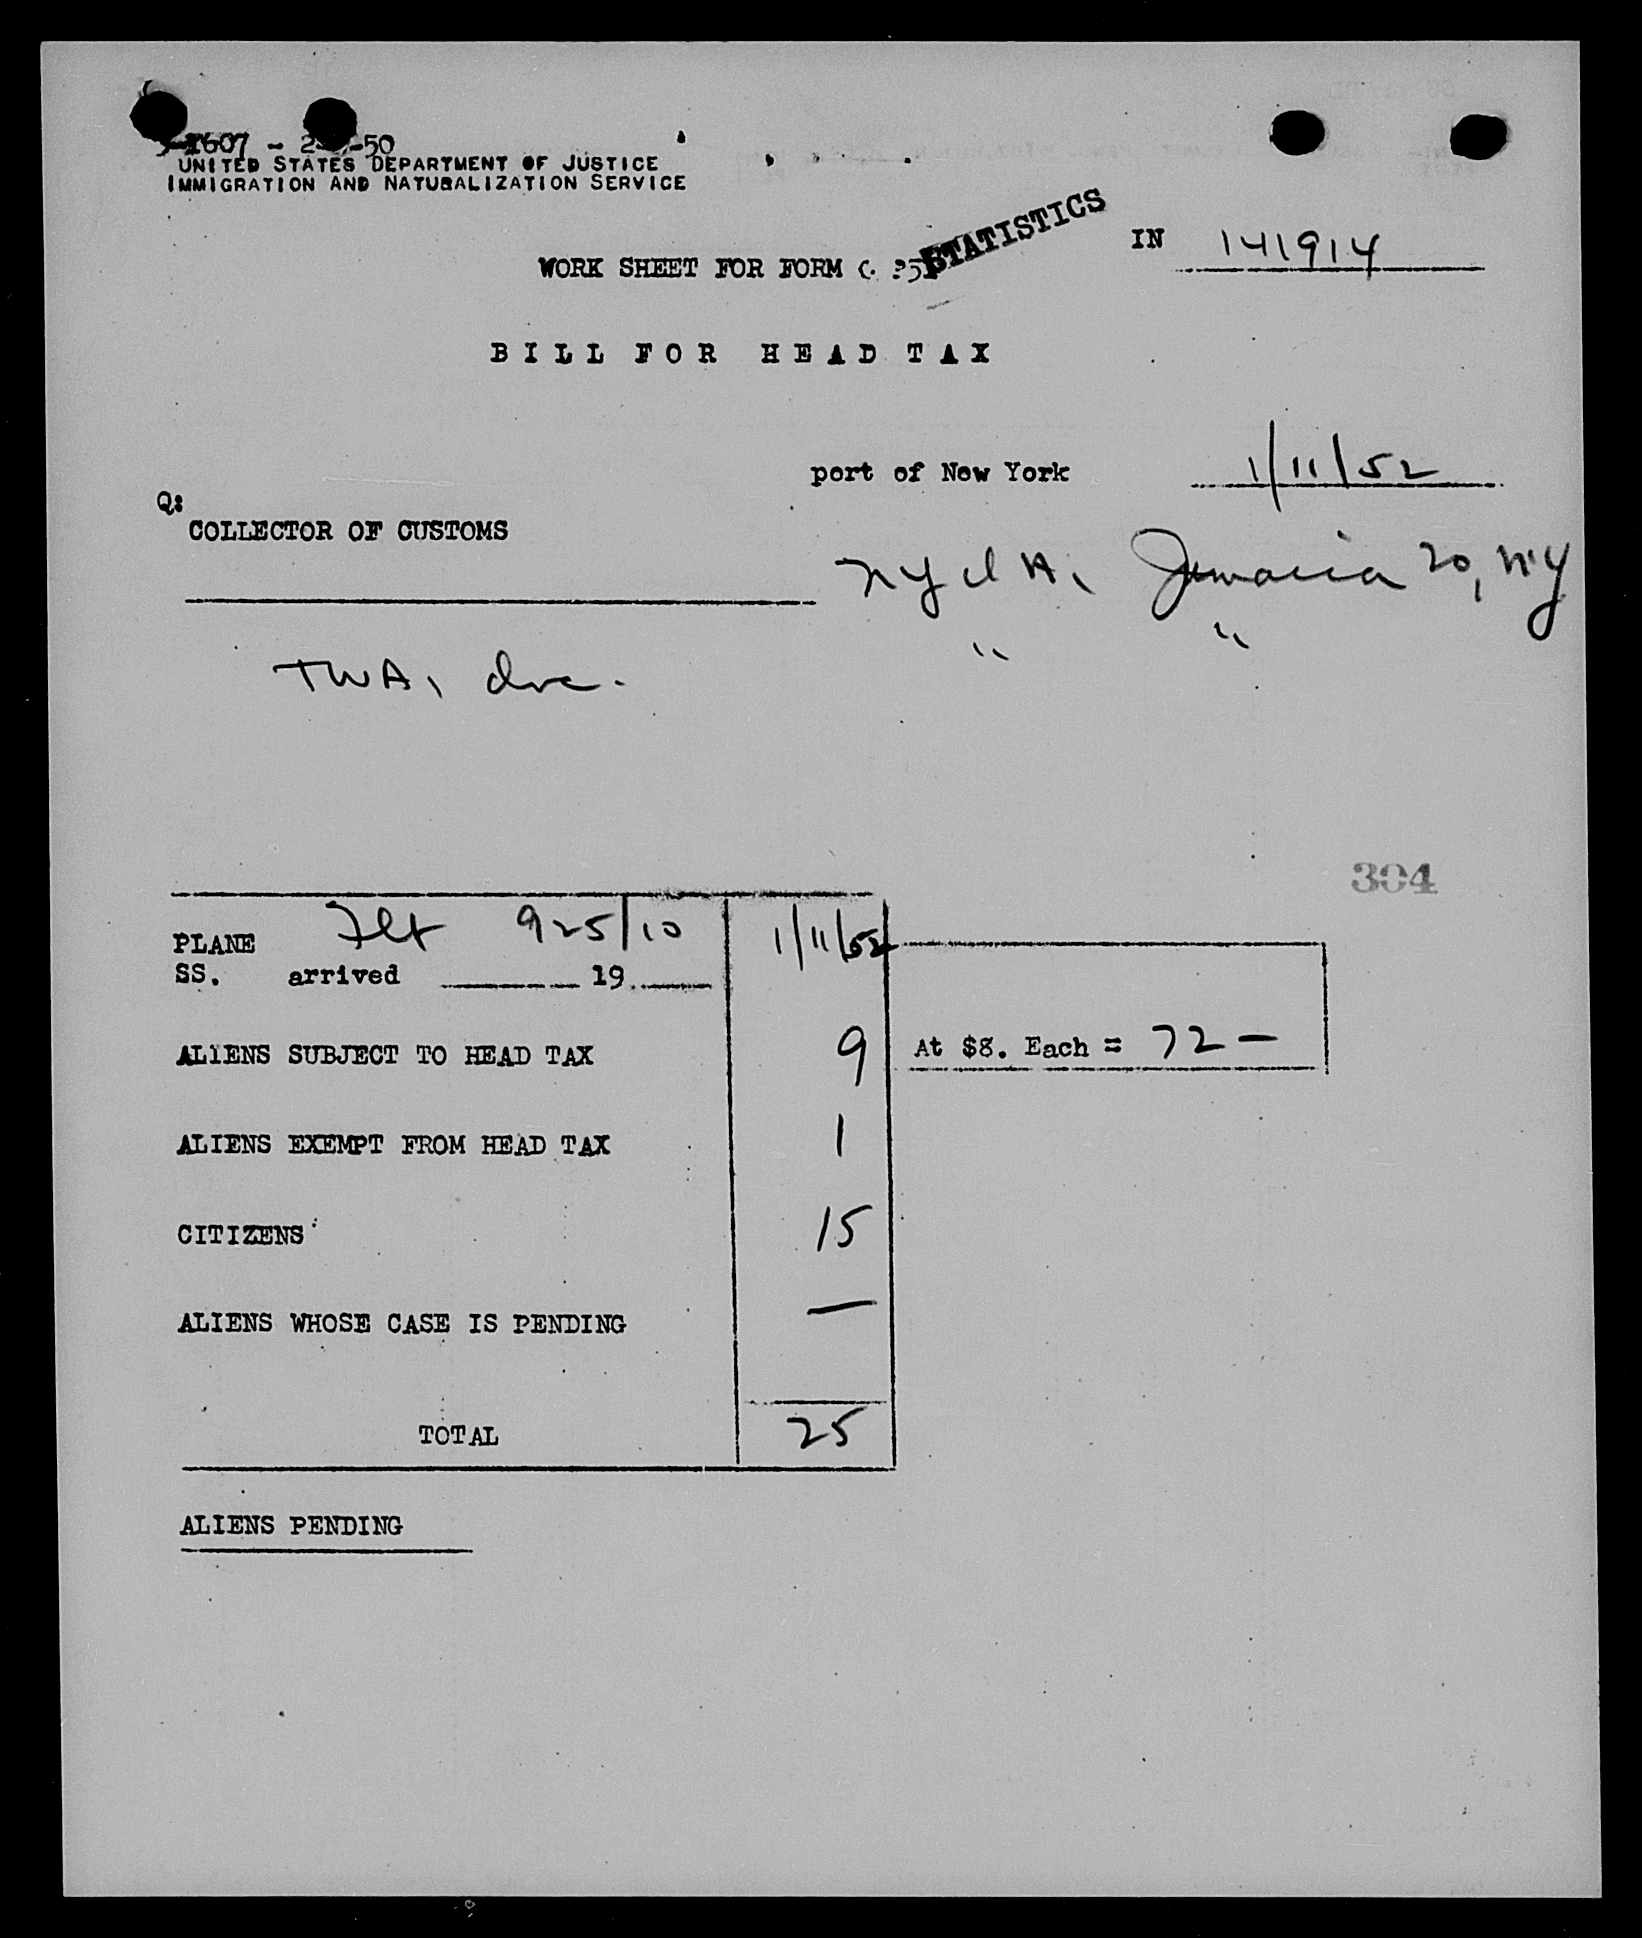 -50
UNITED STATES DEPARTMENT OF JUSTICE
IMMIGRATION AND NATURALIZATION SERVICE
STATISTICS
IN 141914
WORK SHEET FOR FORM
BILL FOR HEAD TAX
port of New York 1/11/52
Q:
COLLECTOR OF CUSTOMS
NYIA, Jamaica 20, NY
" "
TWA, Inc.
304
PLANE Flt 925/10 1/11/52
SS. arrived 19
ALIENS SUBJECT TO HEAD TAX 9 At $8. Each = 72 —
ALIENS EXEMPT FROM HEAD TAX 1
CITIZENS 15
ALIENS WHOSE CASE IS PENDING —
TOTAL 25
ALIENS PENDING